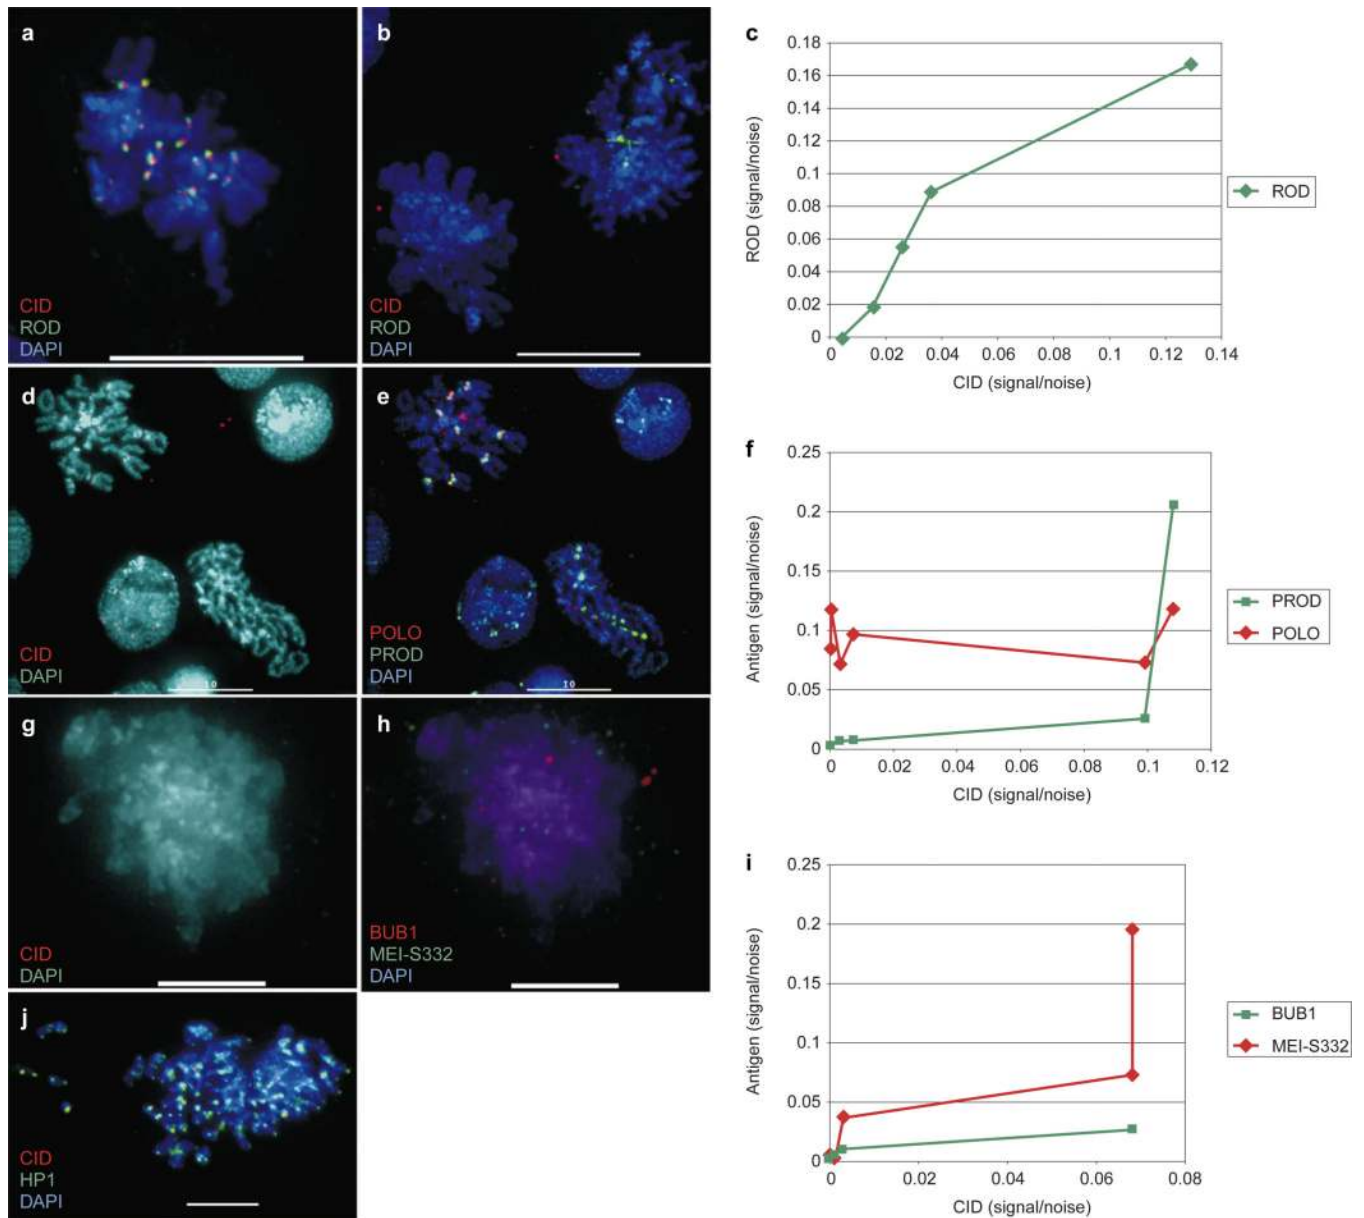 a
CID
ROD
DAPI
b
CID
ROD
DAPI
c
0.18
0.16
0.14
0.12
0.10
0.08
0.06
0.04
0.02
0
ROD (signal/noise)
0 0.02 0.04 0.06 0.08 0.10 0.12 0.14
CID (signal/noise)
ROD
d
CID
DAPI
10
e
POLO
PROD
DAPI
10
f
0.25
0.2
0.15
0.1
0.05
0
Antigen (signal/noise)
0 0.02 0.04 0.06 0.08 0.1 0.12
CID (signal/noise)
PROD
POLO
g
CID
DAPI
h
BUB1
MEI-S332
DAPI
i
0.25
0.2
0.15
0.1
0.05
0
Antigen (signal/noise)
0 0.02 0.04 0.06 0.08
CID (signal/noise)
BUB1
MEI-S332
j
CID
HP1
DAPI